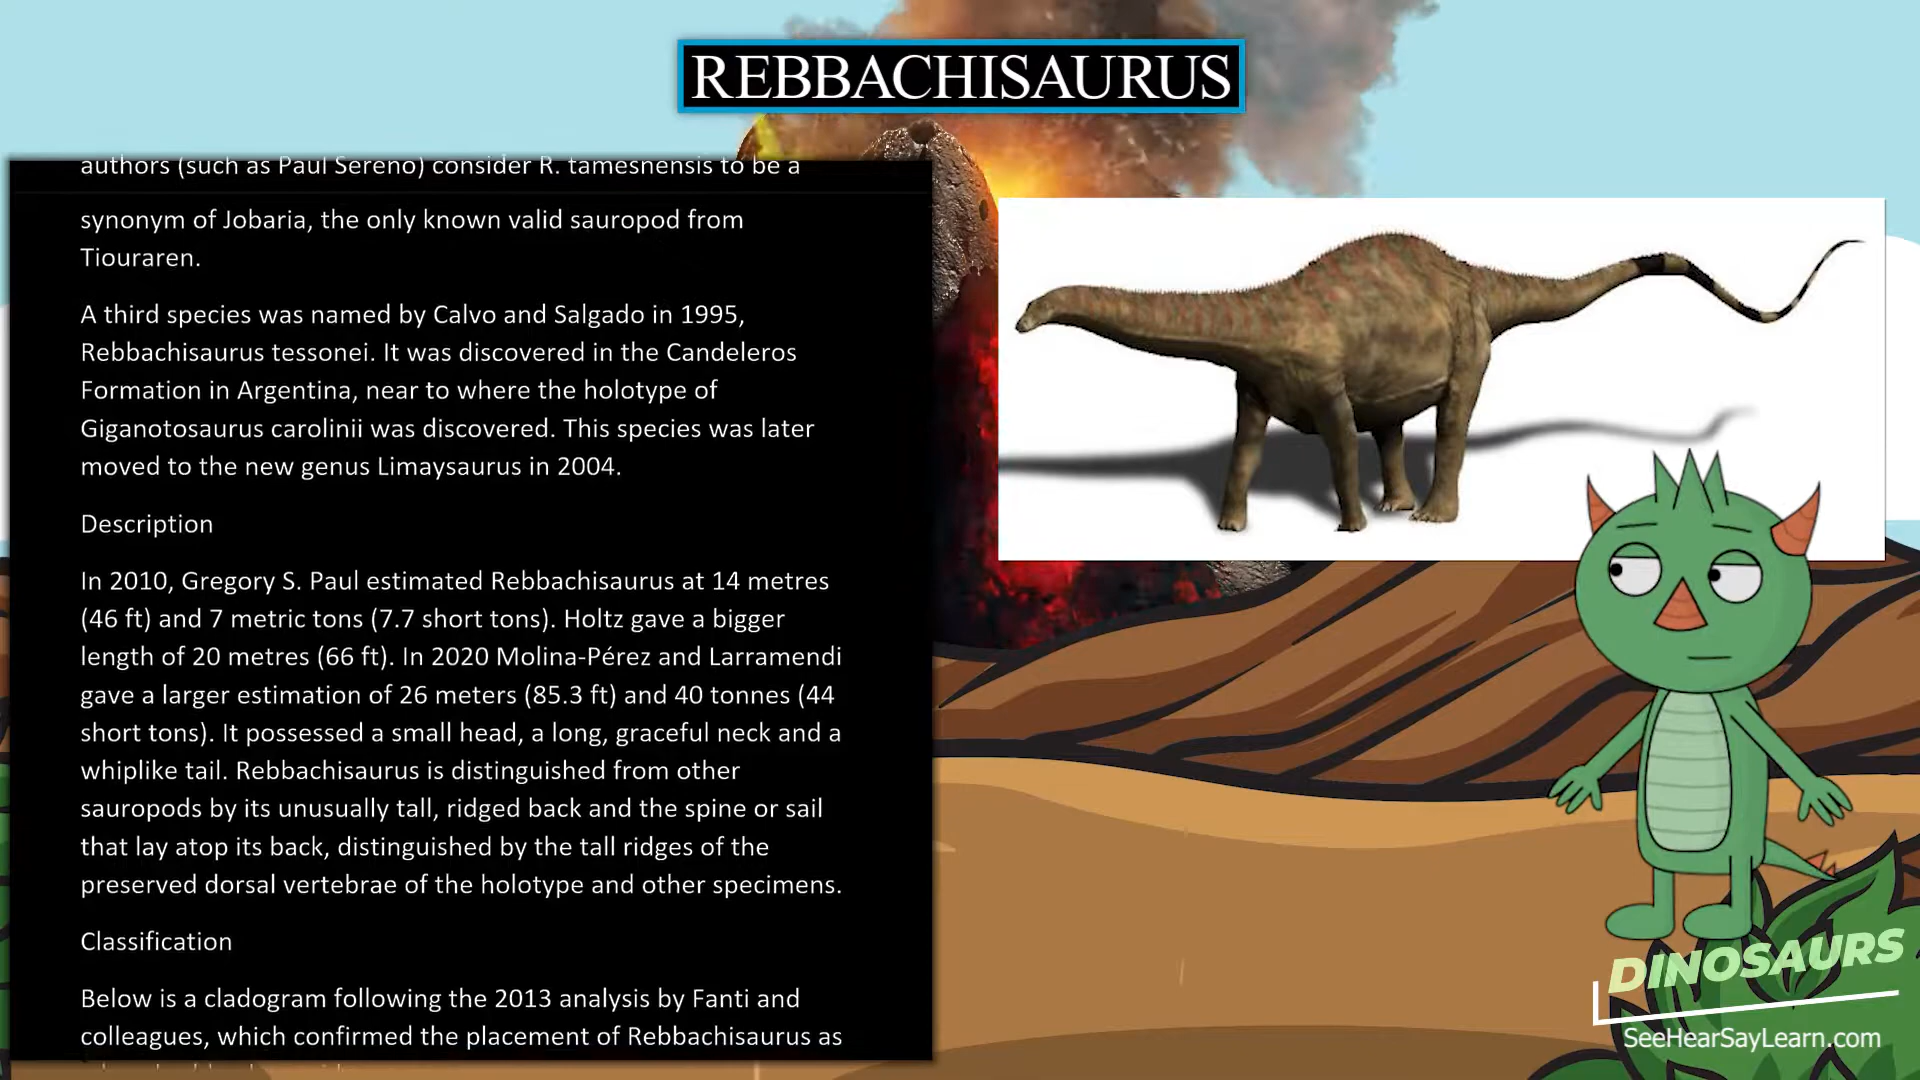 REBBACHISAURUS
authors (such as Paul Sereno) consider R. tamesnensis to be a
synonym of Jobaria, the only known valid sauropod from
Tiouraren.
A third species was named by Calvo and Salgado in 1995,
Rebbachisaurus tessonei. It was discovered in the Candeleros
Formation in Argentina, near to where the holotype of
Giganotosaurus carolinii was discovered. This species was later
moved to the new genus Limaysaurus in 2004.
Description
In 2010, Gregory S. Paul estimated Rebbachisaurus at 14 metres
(46 ft) and 7 metric tons (7.7 short tons). Holtz gave a bigger
length of 20 metres (66 ft). In 2020 Molina-Pérez and Larramendi
gave a larger estimation of 26 meters (85.3 ft) and 40 tonnes (44
short tons). It possessed a small head, a long, graceful neck and a
whiplike tail. Rebbachisaurus is distinguished from other
sauropods by its unusually tall, ridged back and the spine or sail
that lay atop its back, distinguished by the tall ridges of the
preserved dorsal vertebrae of the holotype and other specimens.
Classification
Below is a cladogram following the 2013 analysis by Fanti and
colleagues, which confirmed the placement of Rebbachisaurus as
DINOSAURS
SeeHearSayLearn.com